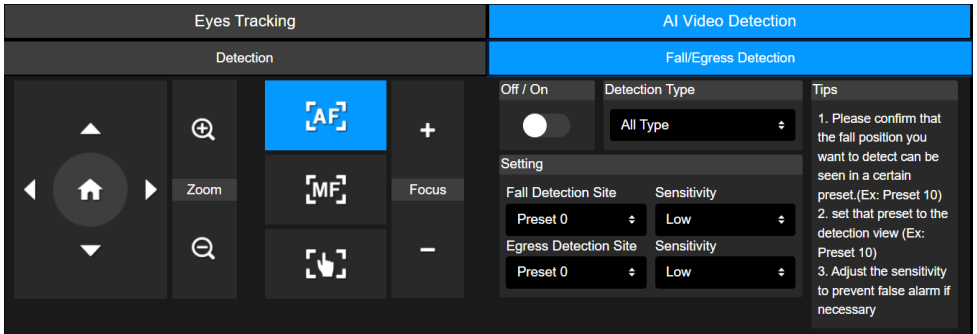 Eyes Tracking
AI Video Detection
Detection
Fall/Egress Detection
AF
MF
Zoom
+
Focus
−
Off / On
Detection Type
All Type
Setting
Fall Detection Site
Sensitivity
Preset 0
Low
Egress Detection Site
Sensitivity
Preset 0
Low
Tips
1. Please confirm that
the fall position you
want to detect can be
seen in a certain
preset.(Ex: Preset 10)
2. set that preset to the
detection view (Ex:
Preset 10)
3. Adjust the sensitivity
to prevent false alarm if
necessary